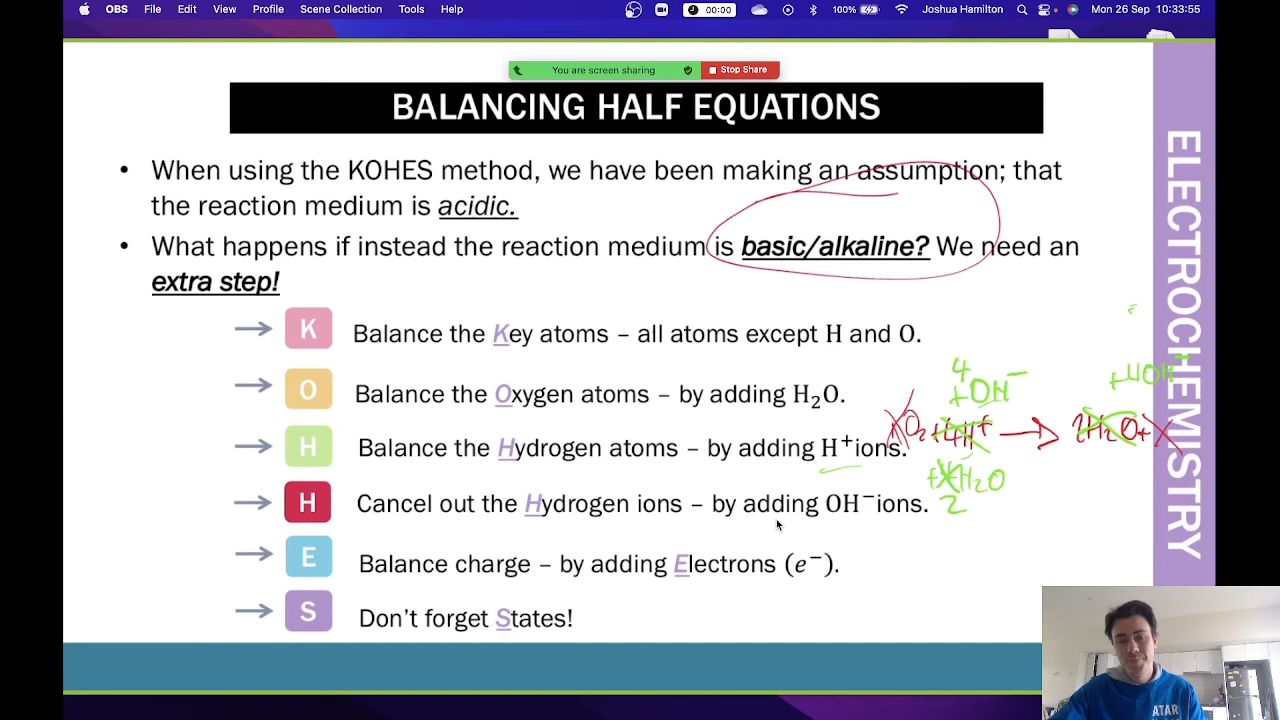 OBS File Edit View Profile Scene Collection Tools Help 00:00 100% Joshua Hamilton Mon 26 Sep 10:33:55
You are screen sharing Stop Share
BALANCING HALF EQUATIONS
• When using the KOHES method, we have been making an assumption; that
the reaction medium is acidic.
• What happens if instead the reaction medium is basic/alkaline? We need an
extra step!
K Balance the Key atoms – all atoms except H and O.
O Balance the Oxygen atoms – by adding H₂O.
H Balance the Hydrogen atoms – by adding H⁺ions.
H Cancel out the Hydrogen ions – by adding OH⁻ions.
E Balance charge – by adding Electrons (e⁻).
S Don't forget States!
4
+OH⁻ +4OH⁻
O₂+4H⁺ → 2H₂O+
+ H₂O
2
ELECTROCHEMISTRY
ATAR